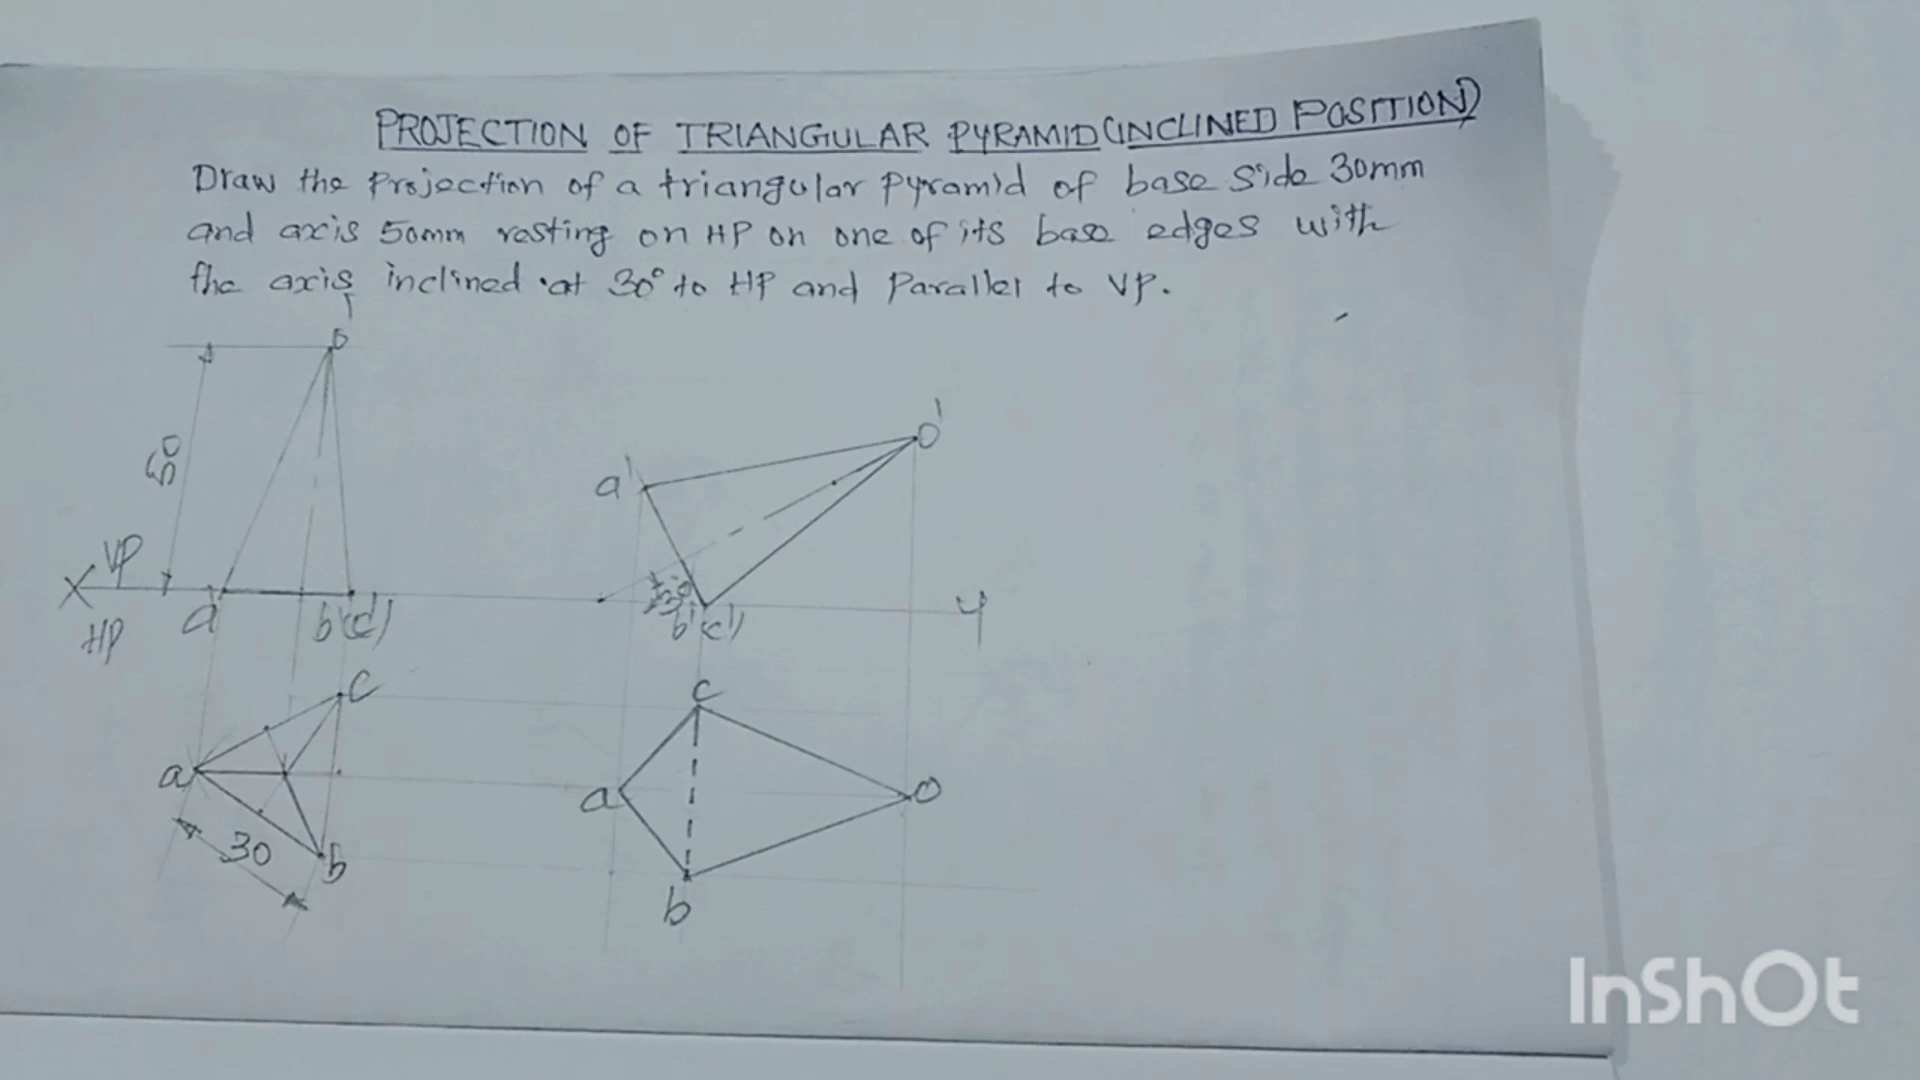 PROJECTION OF TRIANGULAR PYRAMID (INCLINED POSITION)
Draw the Projection of a triangular pyramid of base side 30mm
and axis 50mm resting on HP on one of its base edges with
the axis inclined at 30° to HP and Parallel to VP.
o'
50
a'
o'
X
VP
HP
a'
b'(c')
30°
b'(c')
Y
c
c
a
a
o
30
b
b
InShOt